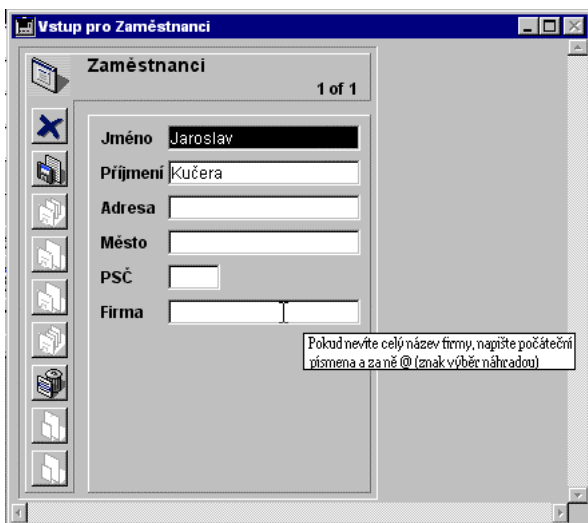 Vstup pro Zaměstnanci
Zaměstnanci
1 of 1
Jméno Jaroslav
Příjmení Kučera
Adresa
Město
PSČ
Firma
Pokud nevíte celý název firmy, napište počáteční
písmena a za ně @ (znak výběr náhradou)